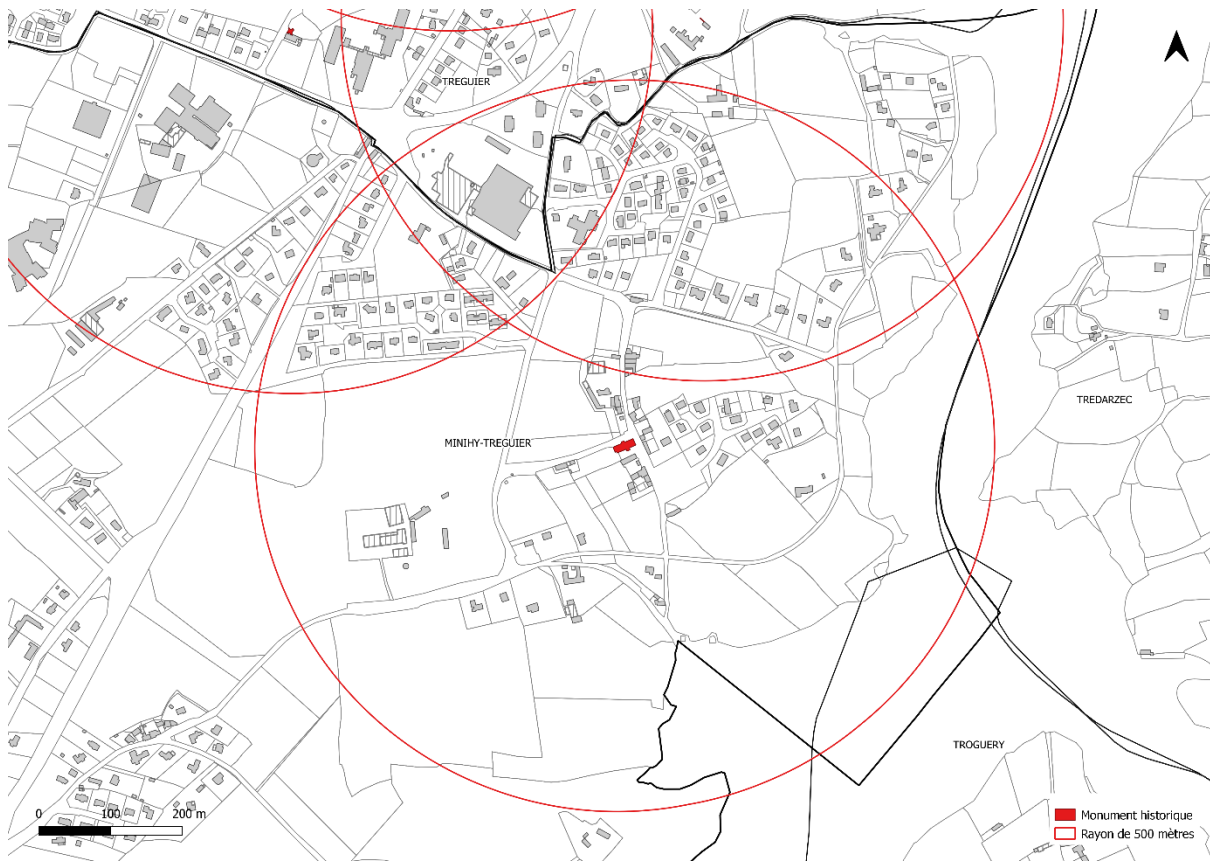 TREGUIER
TREDARZEC
MINIHY-TREGUIER
TROGUERY
0 100 200 m
Monument historique
Rayon de 500 mètres